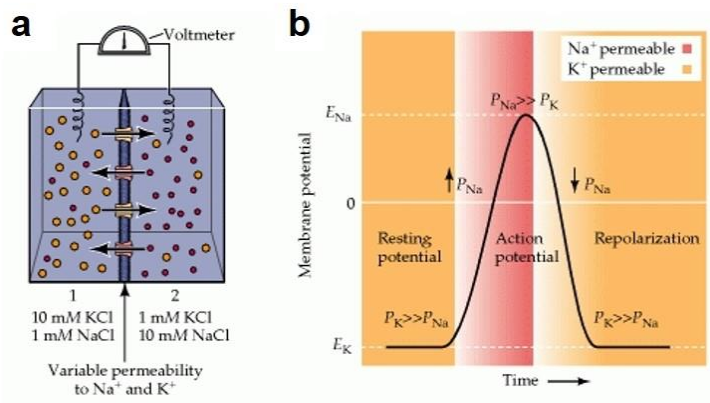 a
Voltmeter
1
10 mM KCl
1 mM NaCl
2
1 mM KCl
10 mM NaCl
Variable permeability
to Na⁺ and K⁺
b
Na⁺ permeable
K⁺ permeable
P_Na>> P_K
E_Na
↑ P_Na
↓ P_Na
0
Membrane potential
Resting
potential
Action
potential
Repolarization
P_K>>P_Na
P_K>>P_Na
E_K
Time →